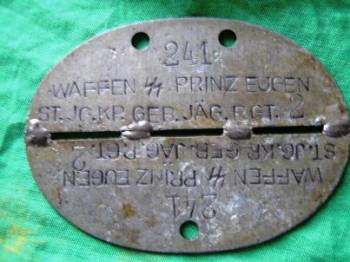 241
WAFFEN ᛋᛋ PRINZ EUGEN
ST.JG.KP. GEB. JÄG. RGT. 2
ST.JG.KP. GEB. JÄG. RGT. 2
WAFFEN ᛋᛋ PRINZ EUGEN
241